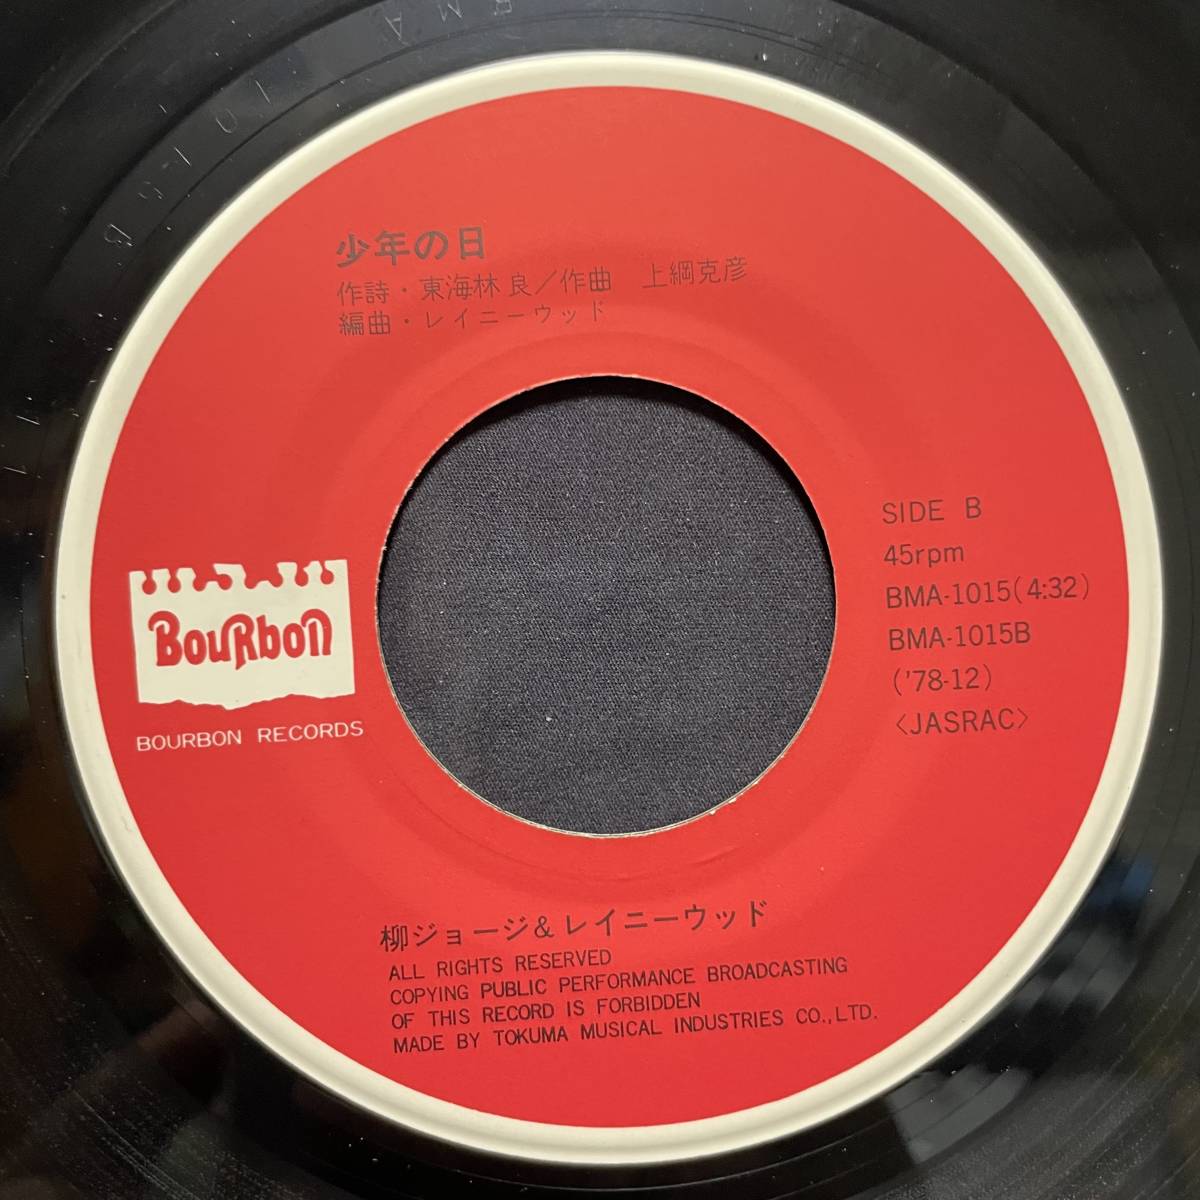 少年の日
作詩・東海林良／作曲　上綱克彦
編曲・レイニーウッド
SIDE B
45rpm
BMA-1015(4:32)
BMA-1015B
('78-12)
〈JASRAC〉
BouRbon
BOURBON RECORDS
柳ジョージ&レイニーウッド
ALL RIGHTS RESERVED
COPYING PUBLIC PERFORMANCE BROADCASTING
OF THIS RECORD IS FORBIDDEN
MADE BY TOKUMA MUSICAL INDUSTRIES CO.,LTD.